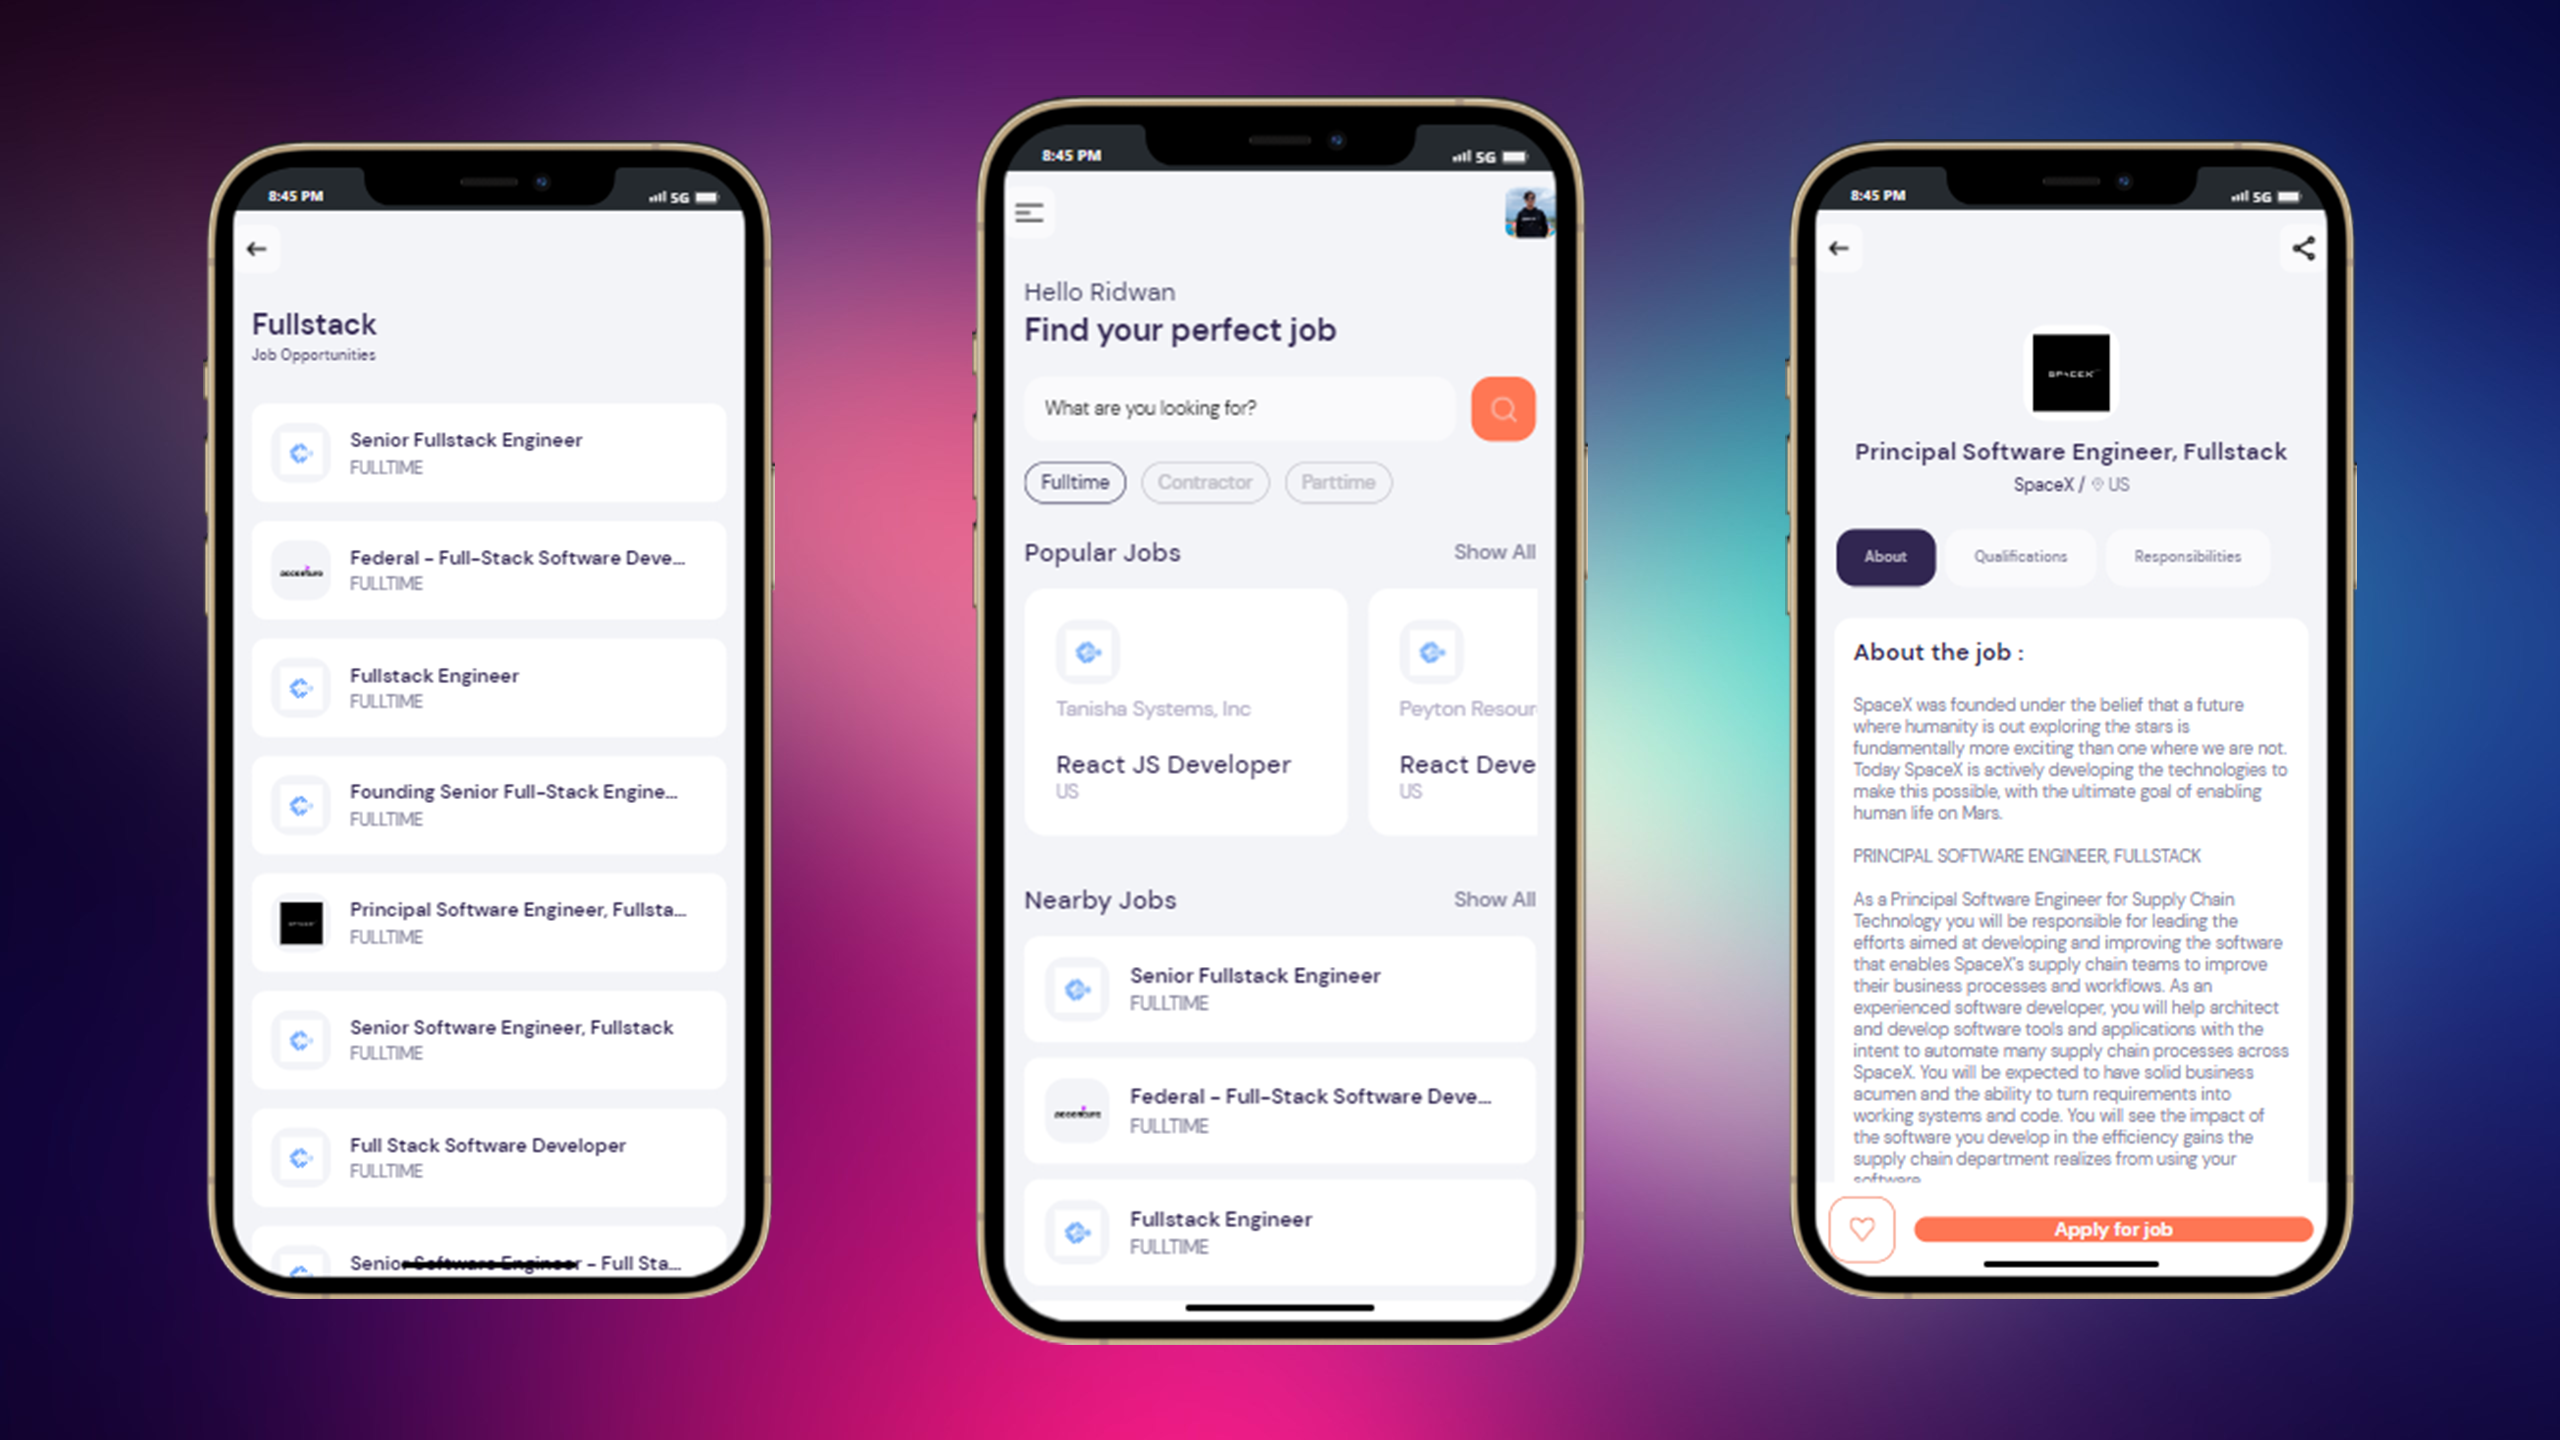 8:45 PM
5G
Fullstack
Job Opportunities
Senior Fullstack Engineer
FULLTIME
accenture
Federal - Full-Stack Software Deve...
FULLTIME
Fullstack Engineer
FULLTIME
Founding Senior Full-Stack Engine...
FULLTIME
Principal Software Engineer, Fullsta...
FULLTIME
Senior Software Engineer, Fullstack
FULLTIME
Full Stack Software Developer
FULLTIME
Senior Software Engineer - Full Sta...
8:45 PM
5G
Hello Ridwan
Find your perfect job
What are you looking for?
Fulltime
Contractor
Parttime
Popular Jobs
Show All
Tanisha Systems, Inc
React JS Developer
US
Peyton Resour
React Deve
US
Nearby Jobs
Show All
Senior Fullstack Engineer
FULLTIME
accenture
Federal - Full-Stack Software Deve...
FULLTIME
Fullstack Engineer
FULLTIME
8:45 PM
5G
SPACEX
Principal Software Engineer, Fullstack
SpaceX / US
About
Qualifications
Responsibilities
About the job :
SpaceX was founded under the belief that a future
where humanity is out exploring the stars is
fundamentally more exciting than one where we are not.
Today SpaceX is actively developing the technologies to
make this possible, with the ultimate goal of enabling
human life on Mars.
PRINCIPAL SOFTWARE ENGINEER, FULLSTACK
As a Principal Software Engineer for Supply Chain
Technology you will be responsible for leading the
efforts aimed at developing and improving the software
that enables SpaceX's supply chain teams to improve
their business processes and workflows. As an
experienced software developer, you will help architect
and develop software tools and applications with the
intent to automate many supply chain processes across
SpaceX. You will be expected to have solid business
acumen and the ability to turn requirements into
working systems and code. You will see the impact of
the software you develop in the efficiency gains the
supply chain department realizes from using your
software.
Apply for job